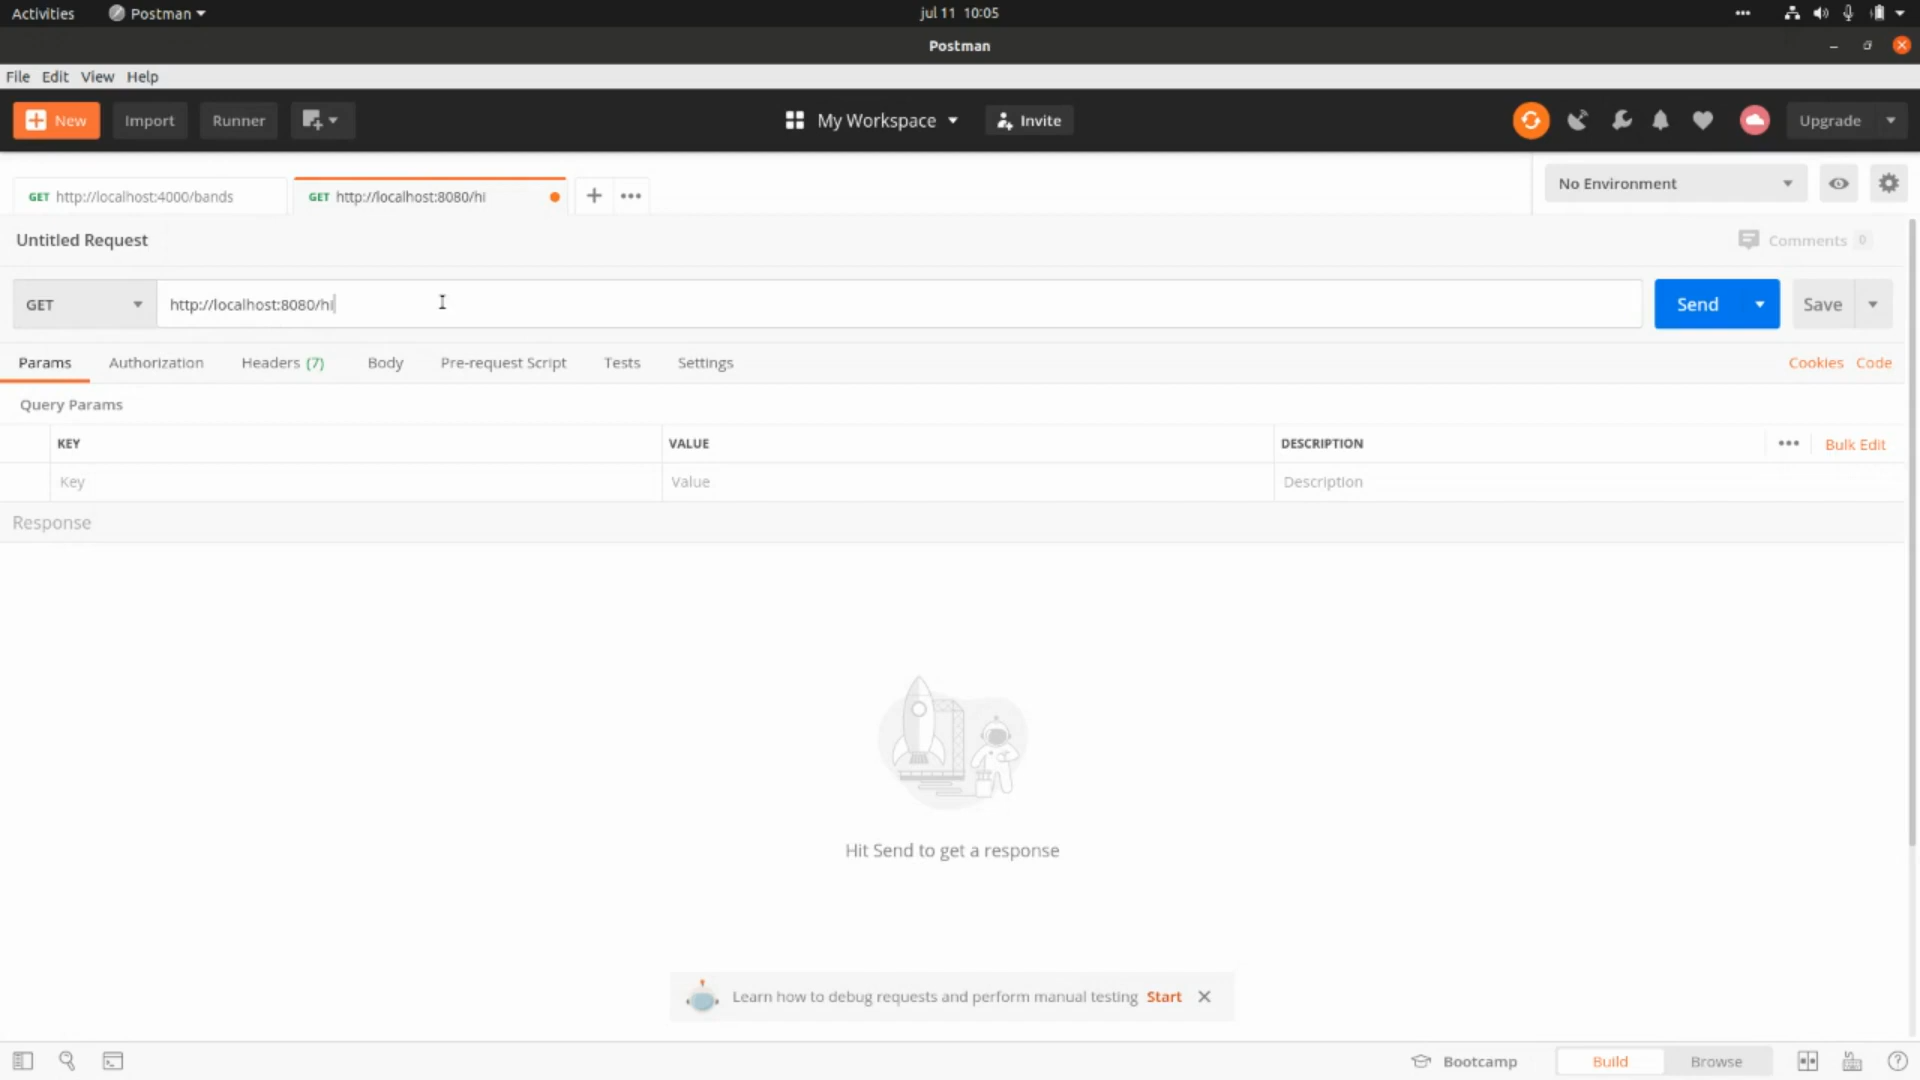 Activities Postman jul 11 10:05
Postman
File Edit View Help
New Import Runner My Workspace Invite Upgrade
GET http://localhost:4000/bands GET http://localhost:8080/hi No Environment
Untitled Request Comments 0
GET http://localhost:8080/hi Send Save
Params Authorization Headers (7) Body Pre-request Script Tests Settings Cookies Code
Query Params
KEY VALUE DESCRIPTION Bulk Edit
Key Value Description
Response
Hit Send to get a response
Learn how to debug requests and perform manual testing Start
Bootcamp Build Browse